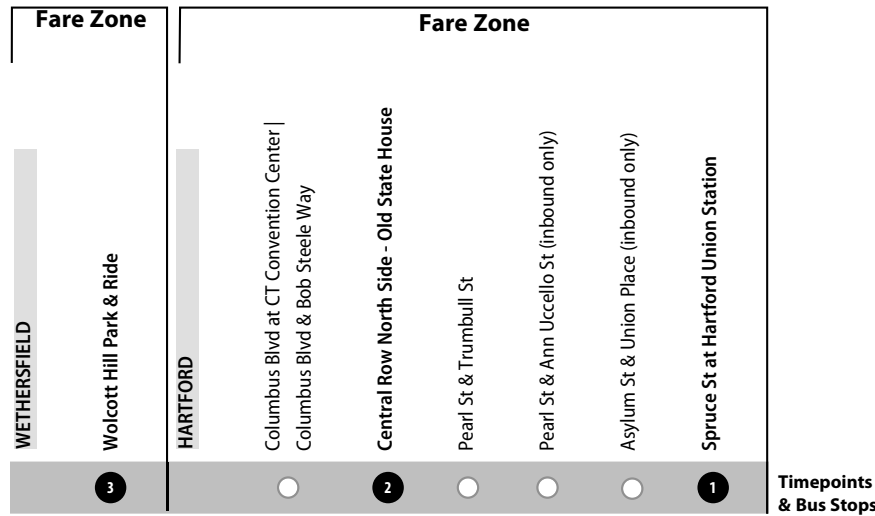 Fare Zone
Fare Zone
WETHERSFIELD
Wolcott Hill Park & Ride
HARTFORD
Columbus Blvd at CT Convention Center |
Columbus Blvd & Bob Steele Way
Central Row North Side - Old State House
Pearl St & Trumbull St
Pearl St & Ann Uccello St (inbound only)
Asylum St & Union Place (inbound only)
Spruce St at Hartford Union Station
3
2
1
Timepoints
& Bus Stops